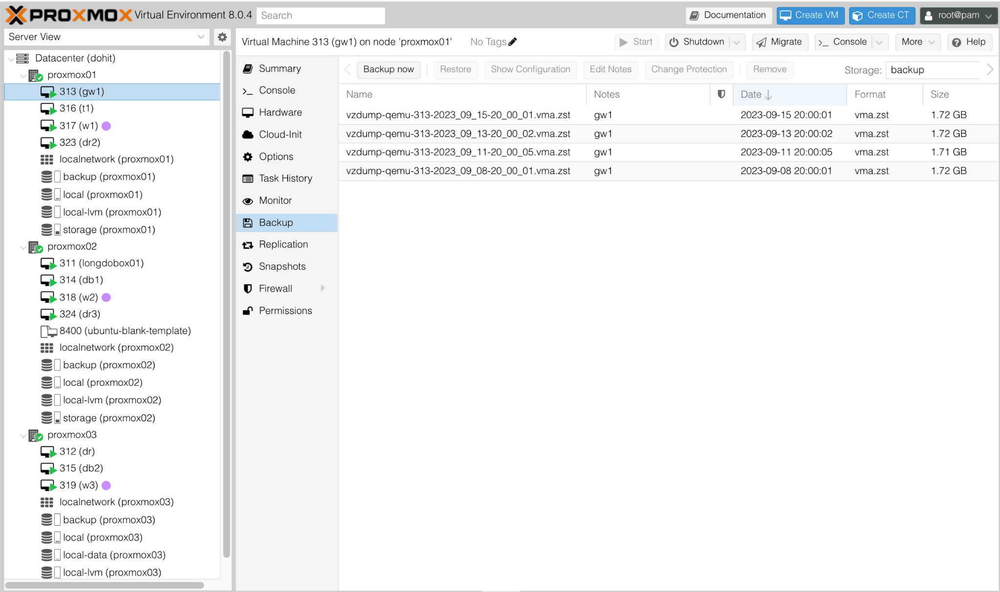 PROXMOX Virtual Environment 8.0.4 Search Documentation Create VM Create CT root@pam
Server View
Datacenter (dohit)
proxmox01
313 (gw1)
316 (t1)
317 (w1)
323 (dr2)
localnetwork (proxmox01)
backup (proxmox01)
local (proxmox01)
local-lvm (proxmox01)
storage (proxmox01)
proxmox02
311 (longdobox01)
314 (db1)
318 (w2)
324 (dr3)
8400 (ubuntu-blank-template)
localnetwork (proxmox02)
backup (proxmox02)
local (proxmox02)
local-lvm (proxmox02)
storage (proxmox02)
proxmox03
312 (dr)
315 (db2)
319 (w3)
localnetwork (proxmox03)
backup (proxmox03)
local (proxmox03)
local-data (proxmox03)
local-lvm (proxmox03)
Virtual Machine 313 (gw1) on node 'proxmox01' No Tags Start Shutdown Migrate Console More Help
Summary
Console
Hardware
Cloud-Init
Options
Task History
Monitor
Backup
Replication
Snapshots
Firewall
Permissions
Backup now Restore Show Configuration Edit Notes Change Protection Remove Storage: backup
Name Notes Date Format Size
vzdump-qemu-313-2023_09_15-20_00_01.vma.zst gw1 2023-09-15 20:00:01 vma.zst 1.72 GB
vzdump-qemu-313-2023_09_13-20_00_02.vma.zst gw1 2023-09-13 20:00:02 vma.zst 1.72 GB
vzdump-qemu-313-2023_09_11-20_00_05.vma.zst gw1 2023-09-11 20:00:05 vma.zst 1.71 GB
vzdump-qemu-313-2023_09_08-20_00_01.vma.zst gw1 2023-09-08 20:00:01 vma.zst 1.72 GB